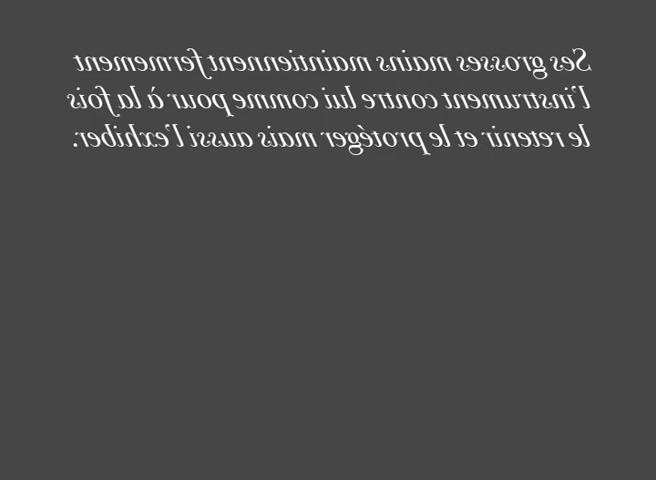 Ses grosses mains maintiennent fermement
l'instrument contre lui comme pour à la fois
le retenir et le protéger mais aussi l'exhiber.